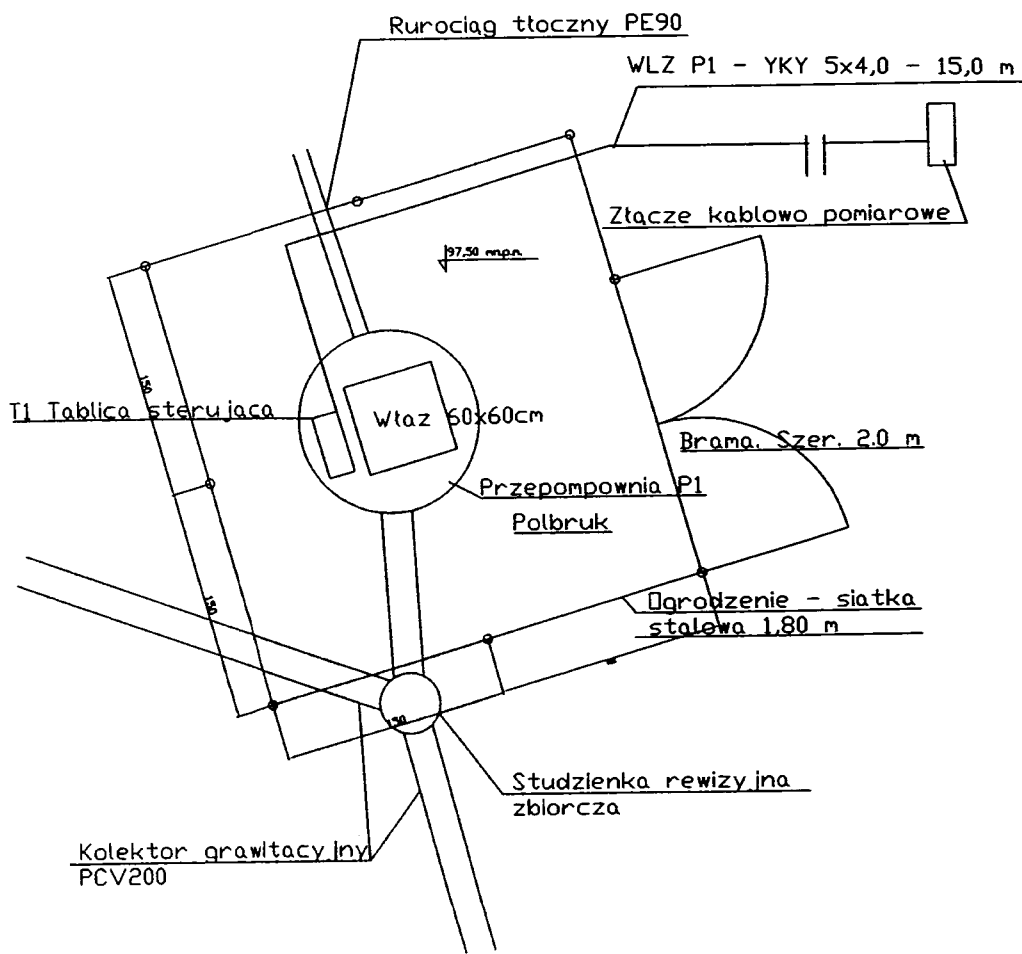 Rurociąg tłoczny PE90
WLZ P1 - YKY 5x4,0 - 15,0 m
Złącze kablowo pomiarowe
97,50 mnp.m.
150
T1 Tablica sterujaca
Właz 60x60cm
Brama. Szer. 2.0 m
Przepompownia P1
Polbruk
150
Ogrodzenie - siatka
stalowa 1,80 m
150
Studzienka rewizyjna
zbiorcza
Kolektor grawitacyjny
PCV200